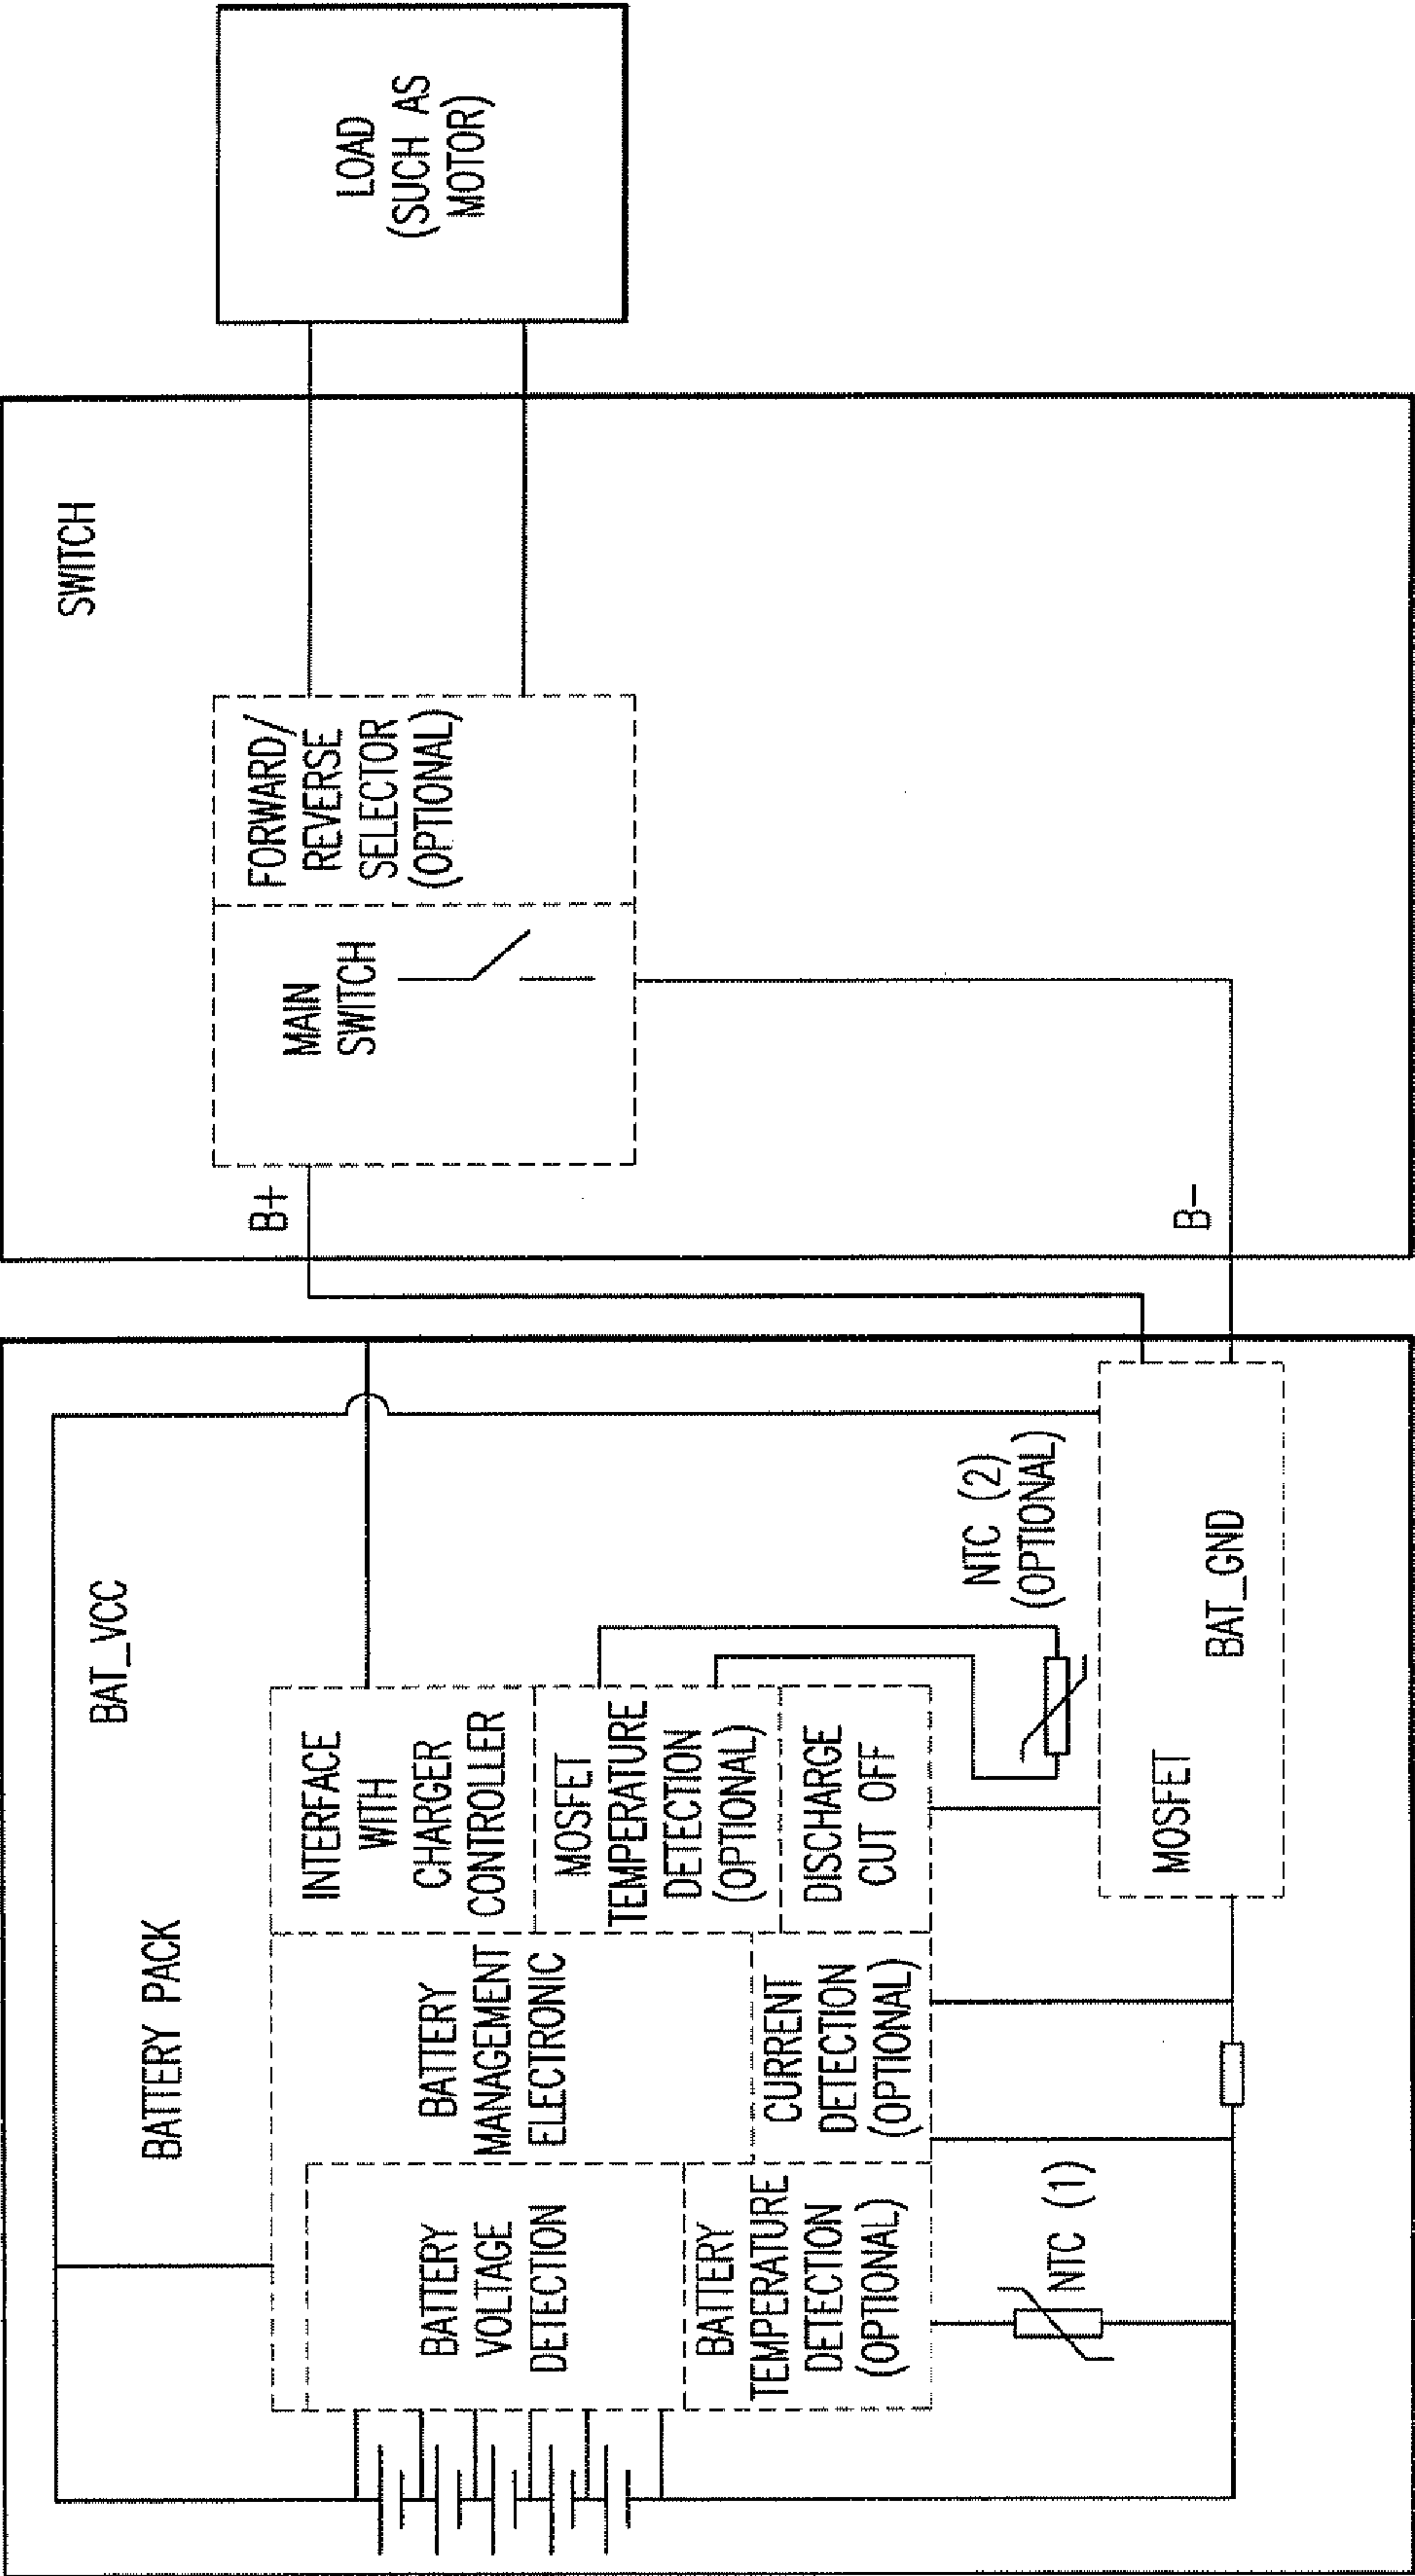 BATTERY PACK
BAT_VCC
BATTERY
VOLTAGE
DETECTION
BATTERY
TEMPERATURE
DETECTION
(OPTIONAL)
NTC (1)
BATTERY
MANAGEMENT
ELECTRONIC
CURRENT
DETECTION
(OPTIONAL)
INTERFACE
WITH
CHARGER
CONTROLLER
MOSFET
TEMPERATURE
DETECTION
(OPTIONAL)
DISCHARGE
CUT OFF
NTC (2)
(OPTIONAL)
MOSFET
BAT_GND
SWITCH
B+
B-
MAIN
SWITCH
FORWARD/
REVERSE
SELECTOR
(OPTIONAL)
LOAD
(SUCH AS
MOTOR)